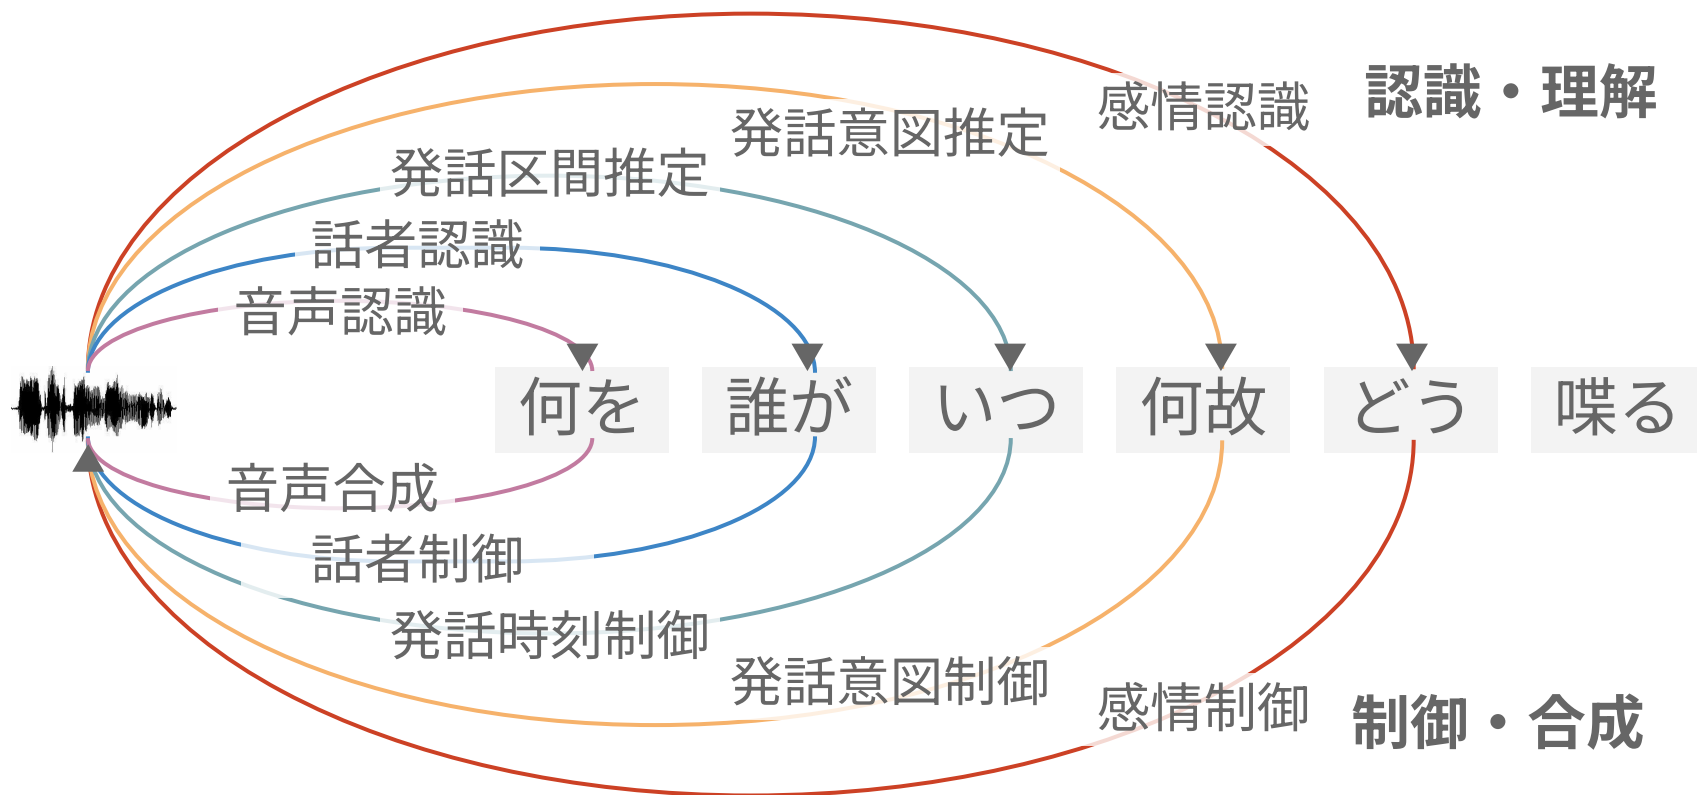 認識・理解
感情認識
発話意図推定
発話区間推定
話者認識
音声認識
何を 誰が いつ 何故 どう 喋る
音声合成
話者制御
発話時刻制御
発話意図制御
感情制御
制御・合成